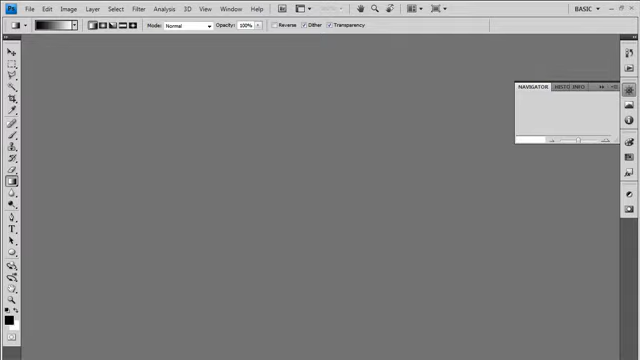 Ps File Edit Image Layer Select Filter Analysis 3D View Window Help Br BASIC
Mode: Normal Opacity: 100% Reverse Dither Transparency
NAVIGATOR HISTO INFO
T